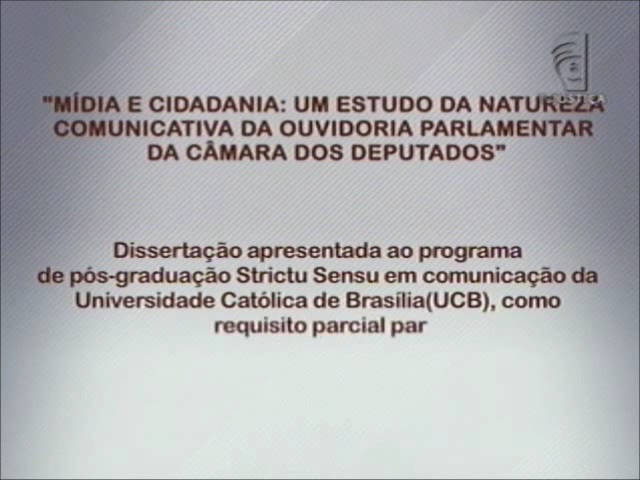 "MÍDIA E CIDADANIA: UM ESTUDO DA NATUREZA
COMUNICATIVA DA OUVIDORIA PARLAMENTAR
DA CÂMARA DOS DEPUTADOS"
Dissertação apresentada ao programa
de pós-graduação Strictu Sensu em comunicação da
Universidade Católica de Brasília(UCB), como
requisito parcial par